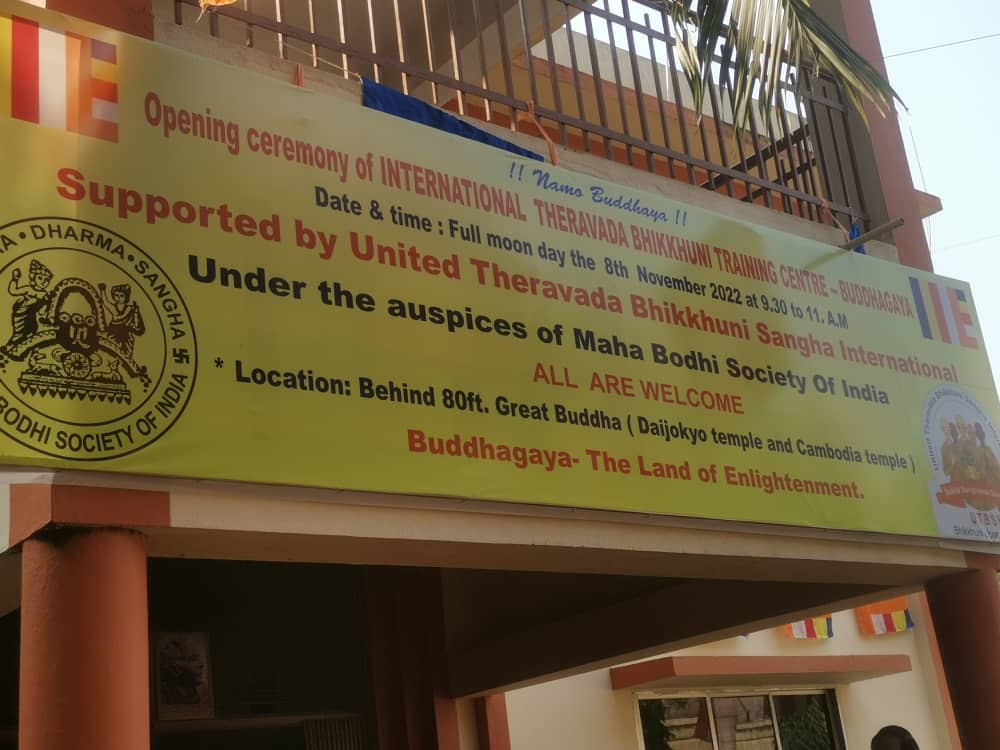 !! Namo Buddhaya !!
Opening ceremony of INTERNATIONAL THERAVADA BHIKKHUNI TRAINING CENTRE – BUDDHAGAYA
Date & time : Full moon day the 8th November 2022 at 9.30 to 11. A.M
Supported by United Theravada Bhikkhuni Sangha International
Under the auspices of Maha Bodhi Society Of India
ALL ARE WELCOME
* Location: Behind 80ft. Great Buddha ( Daijokyo temple and Cambodia temple )
Buddhagaya- The Land of Enlightenment.
DHARMA • SANGHA
BODHI SOCIETY OF INDIA 卐